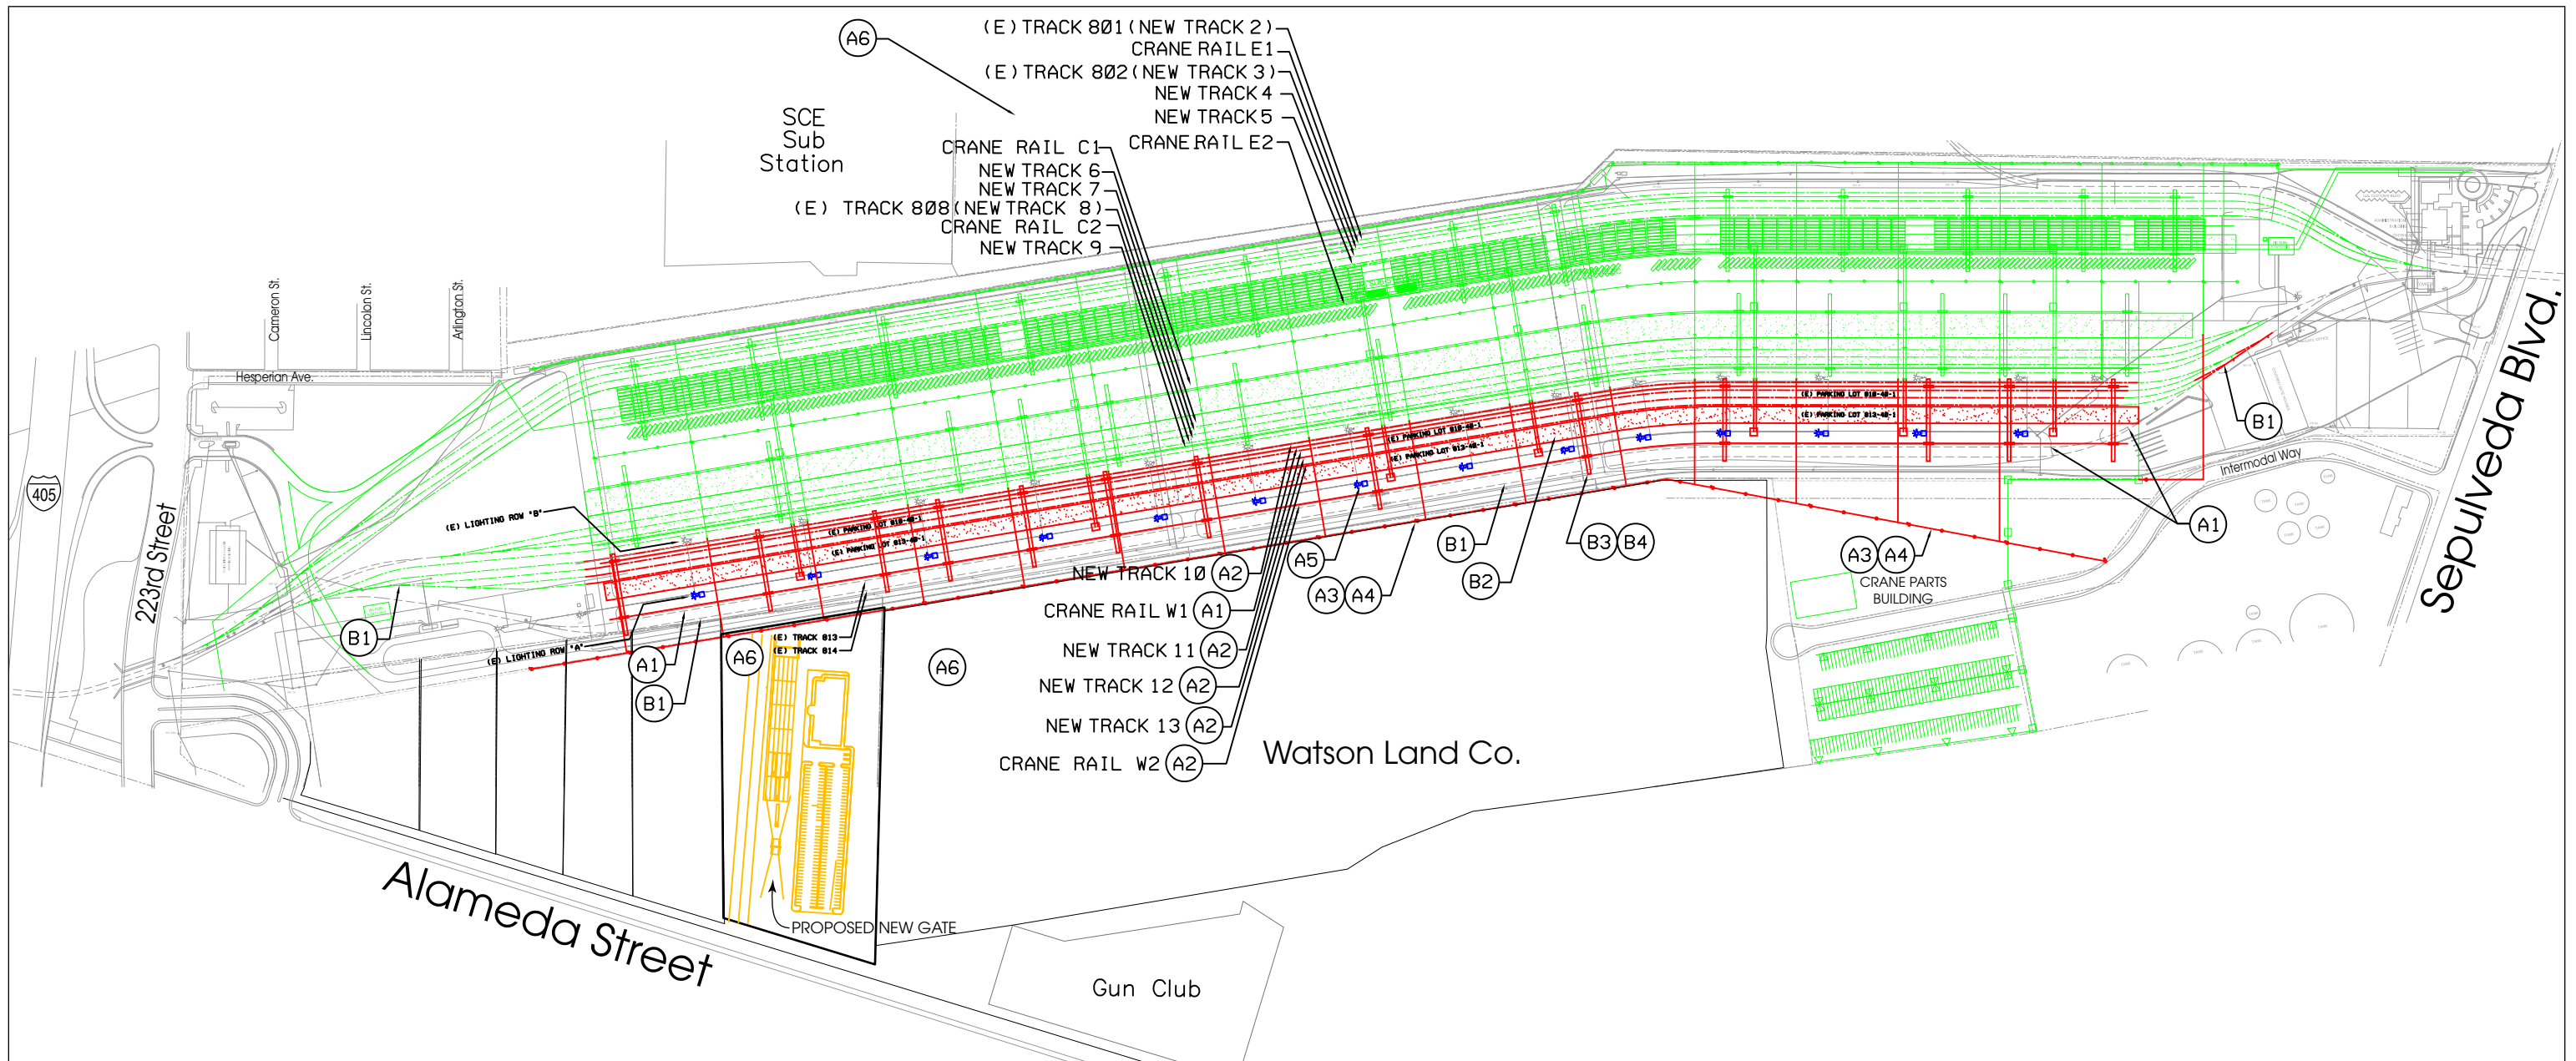 (E) TRACK 801 (NEW TRACK 2)
CRANE RAIL E1
(E) TRACK 802 (NEW TRACK 3)
NEW TRACK 4
NEW TRACK 5
CRANE RAIL E2
A6
SCE
Sub
Station
CRANE RAIL C1
NEW TRACK 6
NEW TRACK 7
(E) TRACK 808 (NEW TRACK 8)
CRANE RAIL C2
NEW TRACK 9
Cameron St.
Lincolon St.
Arlington St.
Hesperian Ave.
405
223rd Street
Sepulveda Blvd.
(E) LIGHTING ROW "B"
(E) PARKING LOT 810-40-1
(E) PARKING LOT 813-40-1
(E) PARKING LOT 810-40-1
(E) PARKING LOT 813-40-1
(E) PARKING LOT 810-40-1
(E) PARKING LOT 813-40-1
B1
Intermodal Way
A1
B1
(E) LIGHTING ROW "A"
A1
B1
A6
(E) TRACK 813
(E) TRACK 814
A6
NEW TRACK 10 A2
CRANE RAIL W1 A1
NEW TRACK 11 A2
NEW TRACK 12 A2
NEW TRACK 13 A2
CRANE RAIL W2 A2
A5
A3 A4
B1
B2
B3 B4
A3 A4
CRANE PARTS
BUILDING
Watson Land Co.
PROPOSED NEW GATE
Alameda Street
Gun Club